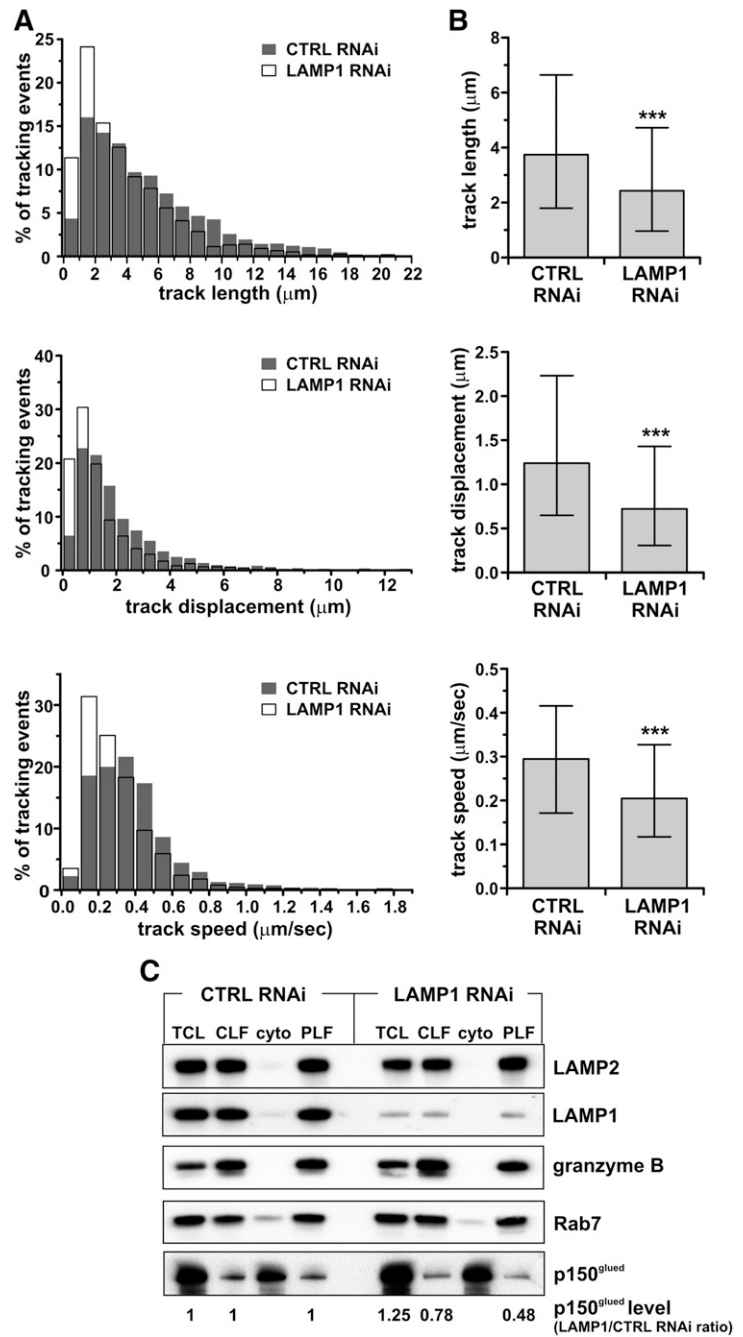 A
25
20
15
10
5
0
% of tracking events
CTRL RNAi
LAMP1 RNAi
0 2 4 6 8 10 12 14 16 18 20 22
track length (μm)
B
8
6
4
2
0
track length (μm)
***
CTRL RNAi
LAMP1 RNAi
40
30
20
10
0
% of tracking events
CTRL RNAi
LAMP1 RNAi
0 2 4 6 8 10 12
track displacement (μm)
2.5
2.0
1.5
1.0
0.5
0.0
track displacement (μm)
***
CTRL RNAi
LAMP1 RNAi
30
20
10
0
% of tracking events
CTRL RNAi
LAMP1 RNAi
0.0 0.2 0.4 0.6 0.8 1.0 1.2 1.4 1.6 1.8
track speed (μm/sec)
0.5
0.4
0.3
0.2
0.1
0.0
track speed (μm/sec)
***
CTRL RNAi
LAMP1 RNAi
C
CTRL RNAi LAMP1 RNAi
TCL CLF cyto PLF TCL CLF cyto PLF
LAMP2
LAMP1
granzyme B
Rab7
p150glued
1 1 1 1.25 0.78 0.48 p150glued level
(LAMP1/CTRL RNAi ratio)